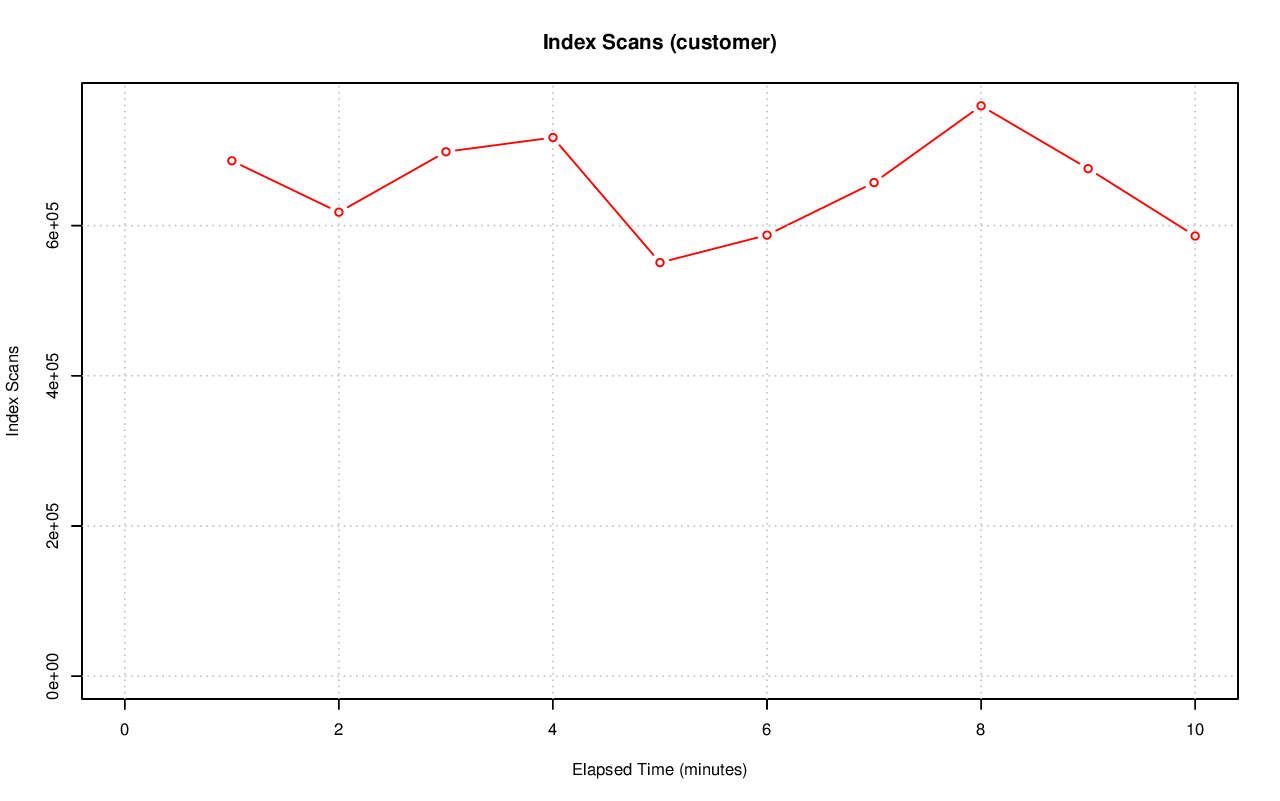 Index Scans (customer)
Index Scans
6e+05
4e+05
2e+05
0e+00
0 2 4 6 8 10
Elapsed Time (minutes)